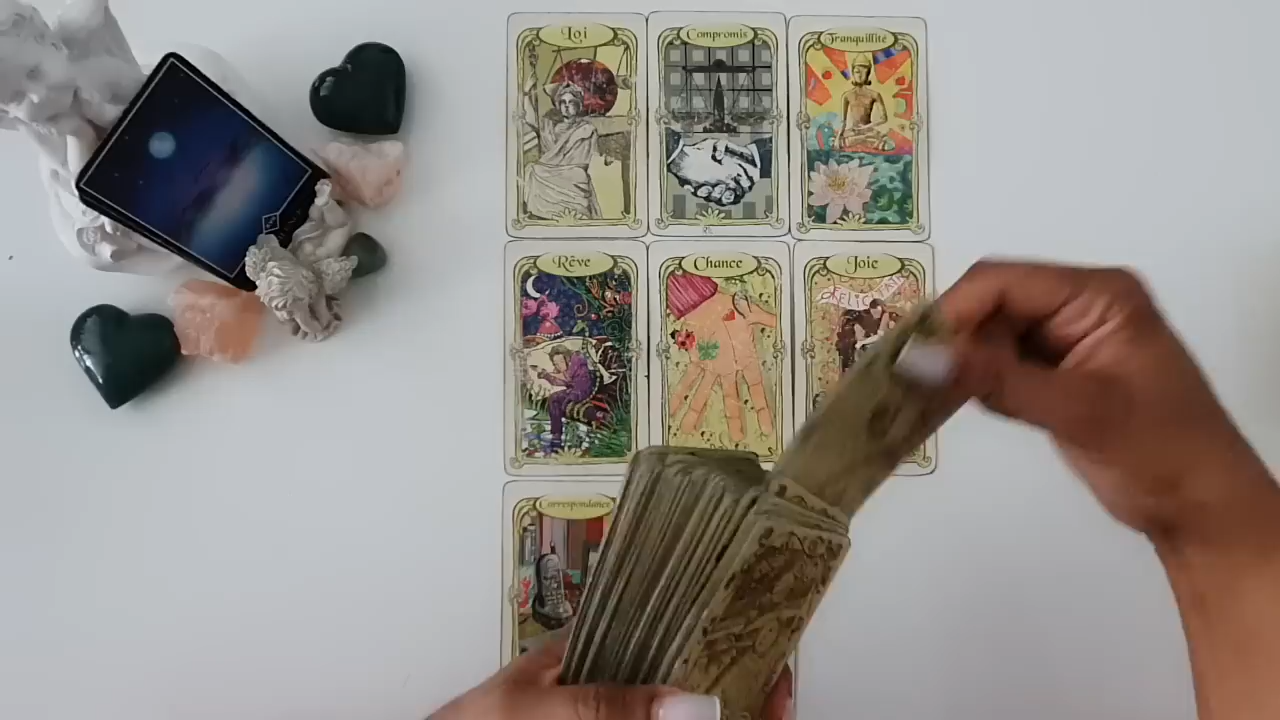 Loi
Compromis
Tranquillité
Rêve
Chance
Joie
Correspondance